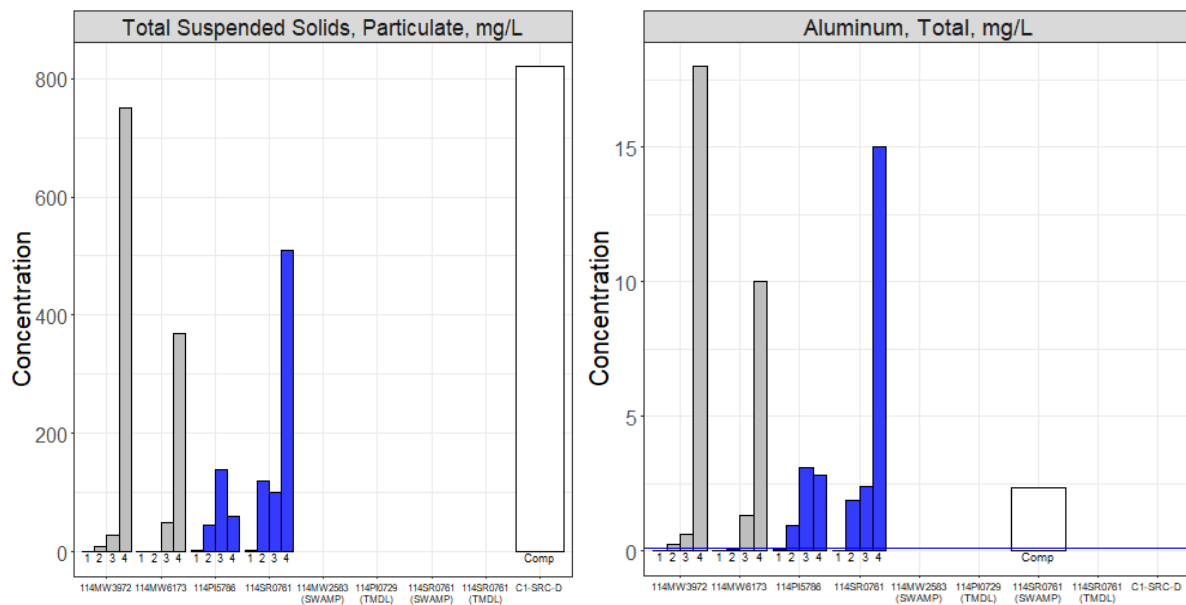 Total Suspended Solids, Particulate, mg/L
Concentration
800
600
400
200
0
1 2 3 4
1 2 3 4
1 2 3 4
1 2 3 4
Comp
114MW3972
114MW6173
114PI5786
114SR0761
114MW2583
(SWAMP)
114PI0729
(TMDL)
114SR0761
(SWAMP)
114SR0761
(TMDL)
C1-SRC-D
Aluminum, Total, mg/L
Concentration
15
10
5
0
1 2 3 4
1 2 3 4
1 2 3 4
1 2 3 4
Comp
114MW3972
114MW6173
114PI5786
114SR0761
114MW2583
(SWAMP)
114PI0729
(TMDL)
114SR0761
(SWAMP)
114SR0761
(TMDL)
C1-SRC-D